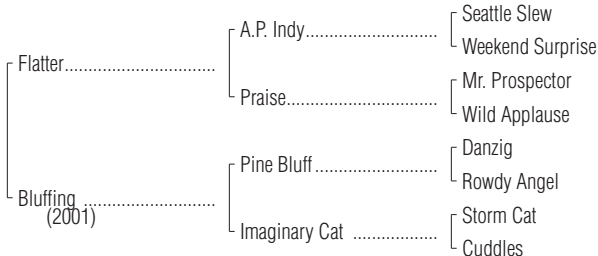 Seattle Slew
A.P. Indy..............................
Weekend Surprise
Flatter..................................
Mr. Prospector
Praise..................................
Wild Applause
Danzig
Pine Bluff............................
Rowdy Angel
Bluffing ..............................
(2001)
Storm Cat
Imaginary Cat ...................
Cuddles